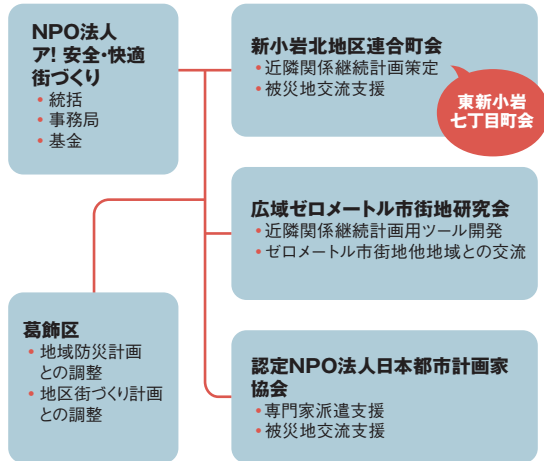 NPO法人
ア! 安全・快適
街づくり
• 統括
• 事務局
• 基金
新小岩北地区連合町会
• 近隣関係継続計画策定
• 被災地交流支援
東新小岩
七丁目町会
広域ゼロメートル市街地研究会
• 近隣関係継続計画用ツール開発
• ゼロメートル市街地他地域との交流
葛飾区
• 地域防災計画
との調整
• 地区街づくり計画
との調整
認定NPO法人日本都市計画家
協会
• 専門家派遣支援
• 被災地交流支援